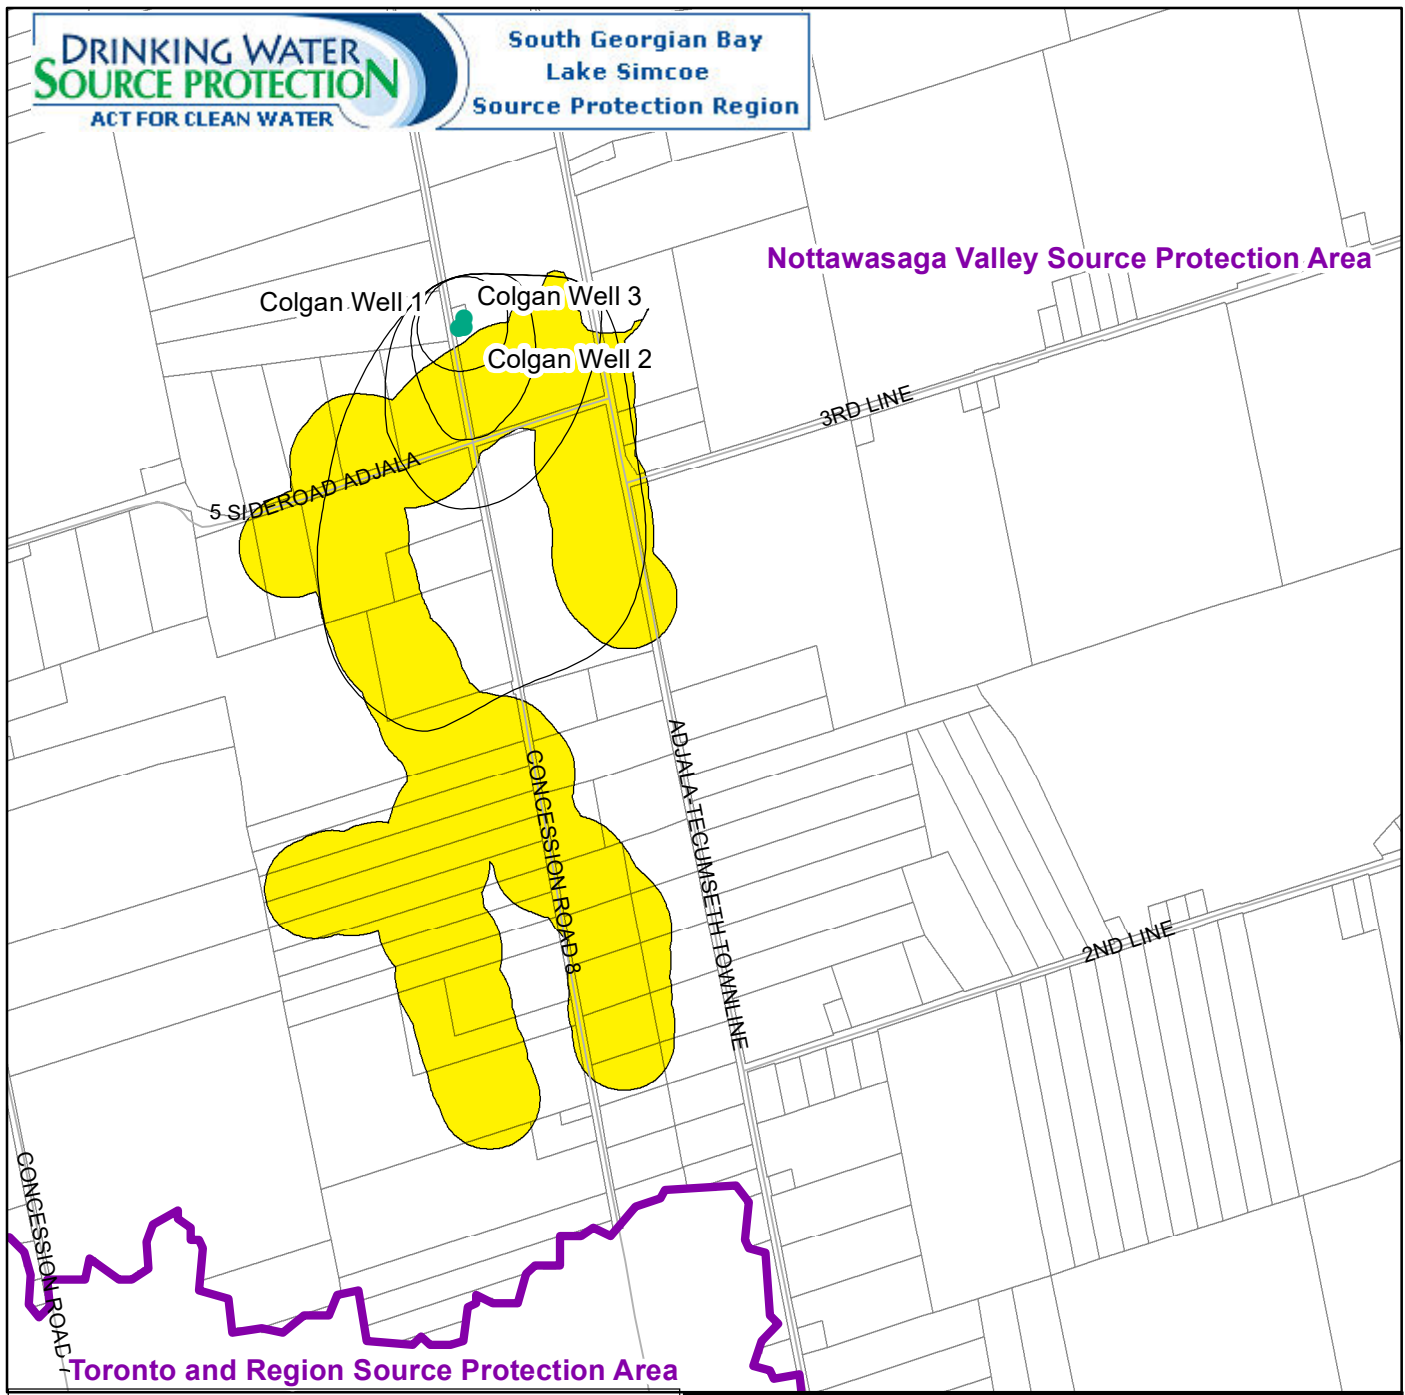 DRINKING WATER
SOURCE PROTECTION
ACT FOR CLEAN WATER
South Georgian Bay
Lake Simcoe
Source Protection Region
Nottawasaga Valley Source Protection Area
Colgan Well 1
Colgan Well 3
Colgan Well 2
3RD LINE
5 SIDEROAD ADJALA
ADJALA-TECUMSETH TOWNLINE
CONCESSION ROAD 8
2ND LINE
CONCESSION ROAD 7
Toronto and Region Source Protection Area